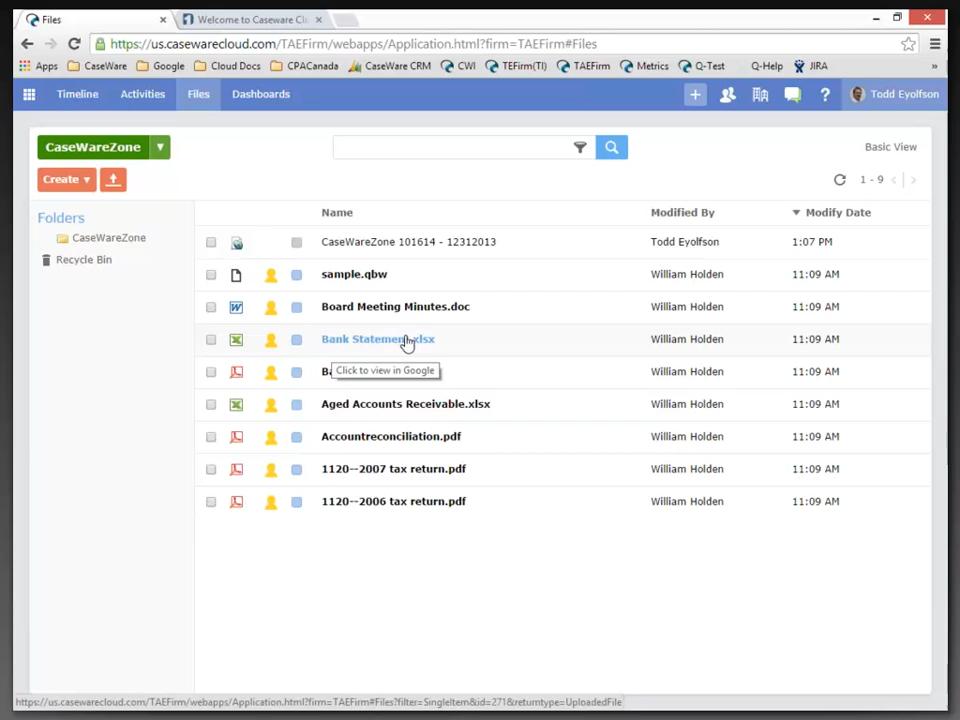 Files
Welcome to Caseware Clo
https://us.casewarecloud.com/TAEFirm/webapps/Application.html?firm=TAEFirm#Files
Apps CaseWare Google Cloud Docs CPACanada CaseWare CRM CWI TEFirm(TI) TAEFirm Metrics Q-Test Q-Help JIRA »
Timeline Activities Files Dashboards + ? Todd Eyolfson
CaseWareZone Basic View
Create 1 - 9
Folders Name Modified By Modify Date
CaseWareZone CaseWareZone 101614 - 12312013 Todd Eyolfson 1:07 PM
Recycle Bin
sample.qbw William Holden 11:09 AM
Board Meeting Minutes.doc William Holden 11:09 AM
Bank Statement.xlsx William Holden 11:09 AM
Click to view in Google
Ba William Holden 11:09 AM
Aged Accounts Receivable.xlsx William Holden 11:09 AM
Accountreconciliation.pdf William Holden 11:09 AM
1120--2007 tax return.pdf William Holden 11:09 AM
1120--2006 tax return.pdf William Holden 11:09 AM
https://us.casewarecloud.com/TAEFirm/webapps/Application.html?firm=TAEFirm#Files?filter=SingleItem&id=271&returntype=UploadedFile